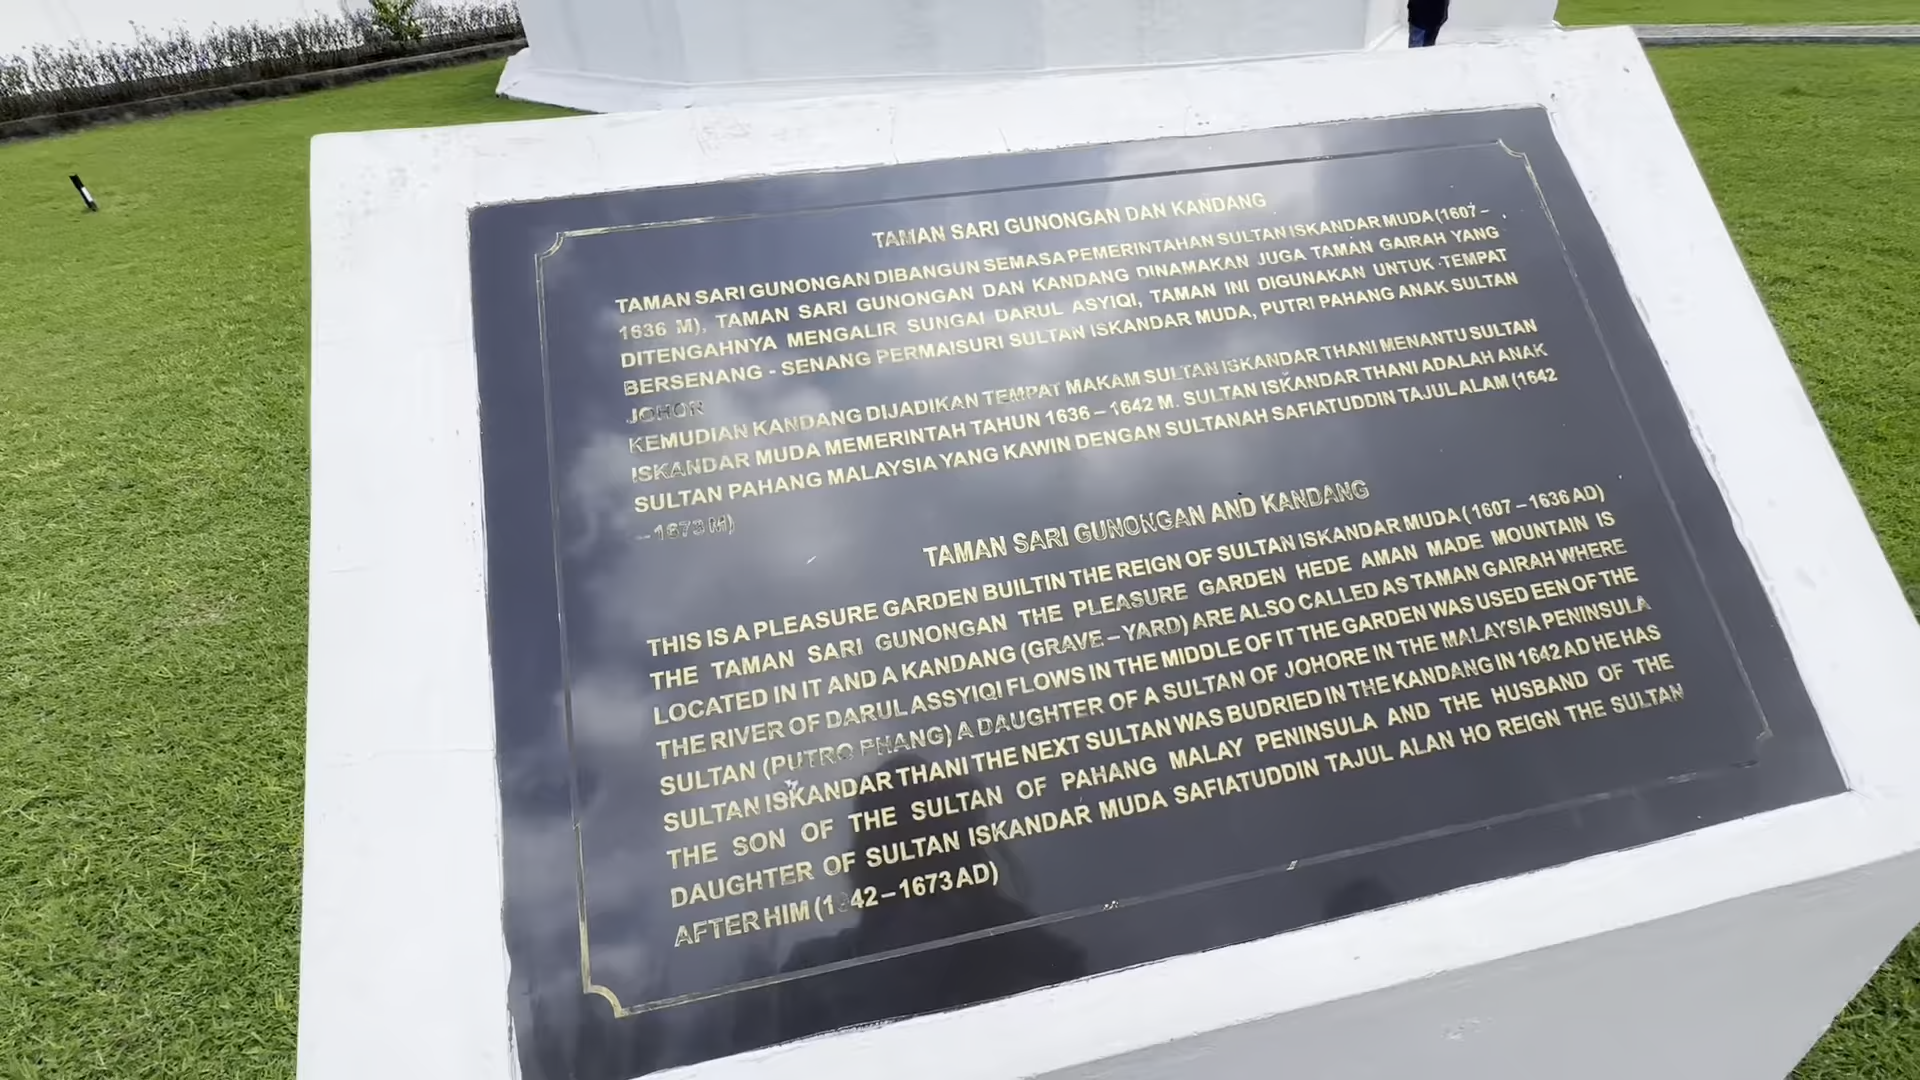 TAMAN SARI GUNONGAN DAN KANDANG
TAMAN SARI GUNONGAN DIBANGUN SEMASA PEMERINTAHAN SULTAN ISKANDAR MUDA (1607 –
1636 M), TAMAN SARI GUNONGAN DAN KANDANG DINAMAKAN JUGA TAMAN GAIRAH YANG
DITENGAHNYA MENGALIR SUNGAI DARUL ASYIQI, TAMAN INI DIGUNAKAN UNTUK TEMPAT
BERSENANG - SENANG PERMAISURI SULTAN ISKANDAR MUDA, PUTRI PAHANG ANAK SULTAN
JOHOR
KEMUDIAN KANDANG DIJADIKAN TEMPAT MAKAM SULTAN ISKANDAR THANI MENANTU SULTAN
ISKANDAR MUDA MEMERINTAH TAHUN 1636 – 1642 M. SULTAN ISKANDAR THANI ADALAH ANAK
SULTAN PAHANG MALAYSIA YANG KAWIN DENGAN SULTANAH SAFIATUDDIN TAJUL ALAM (1642
– 1673 M)
TAMAN SARI GUNONGAN AND KANDANG
THIS IS A PLEASURE GARDEN BUILTIN THE REIGN OF SULTAN ISKANDAR MUDA ( 1607 – 1636 AD)
THE TAMAN SARI GUNONGAN THE PLEASURE GARDEN HEDE AMAN MADE MOUNTAIN IS
LOCATED IN IT AND A KANDANG (GRAVE – YARD) ARE ALSO CALLED AS TAMAN GAIRAH WHERE
THE RIVER OF DARUL ASSYIQI FLOWS IN THE MIDDLE OF IT THE GARDEN WAS USED EEN OF THE
SULTAN (PUTRO PHANG) A DAUGHTER OF A SULTAN OF JOHORE IN THE MALAYSIA PENINSULA
SULTAN ISKANDAR THANI THE NEXT SULTAN WAS BUDRIED IN THE KANDANG IN 1642 AD HE HAS
THE SON OF THE SULTAN OF PAHANG MALAY PENINSULA AND THE HUSBAND OF THE
DAUGHTER OF SULTAN ISKANDAR MUDA SAFIATUDDIN TAJUL ALAN HO REIGN THE SULTAN
AFTER HIM (1642 – 1673 AD)